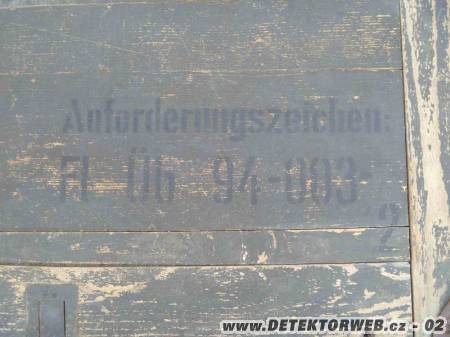 Anforderungszeichen:
Fl Üb 94-003-
2
www.DETEKTORWEB.cz - 02